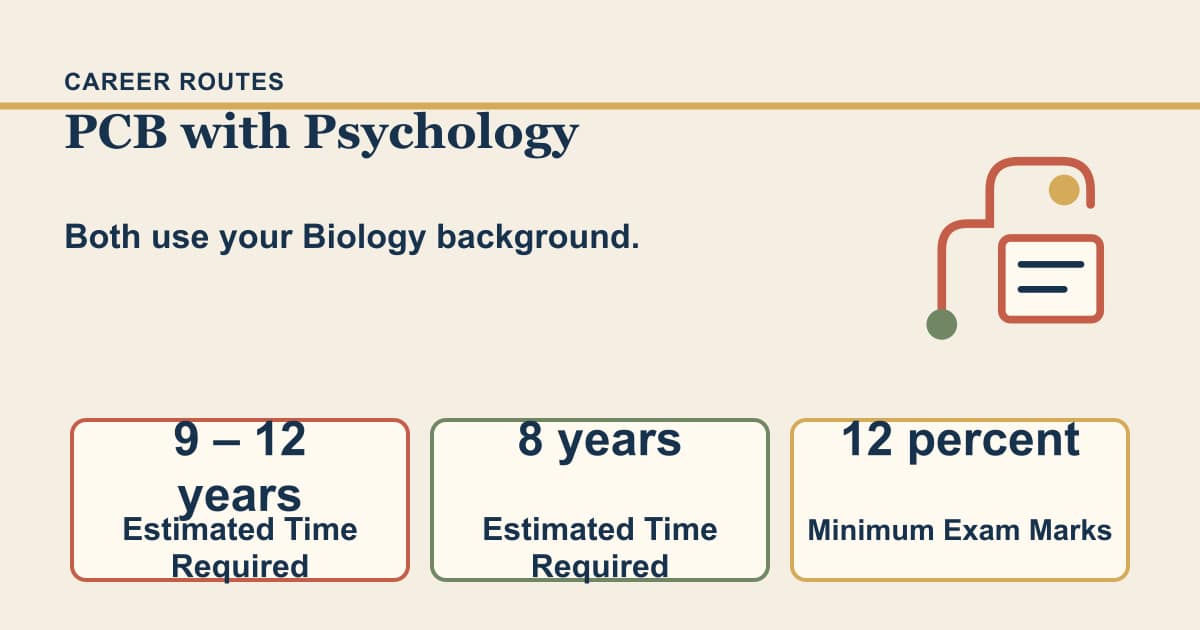 CAREER ROUTES
PCB with Psychology
Both use your Biology background.
9 – 12
years
Estimated Time
Required
8 years
Estimated Time
Required
12 percent
Minimum Exam Marks